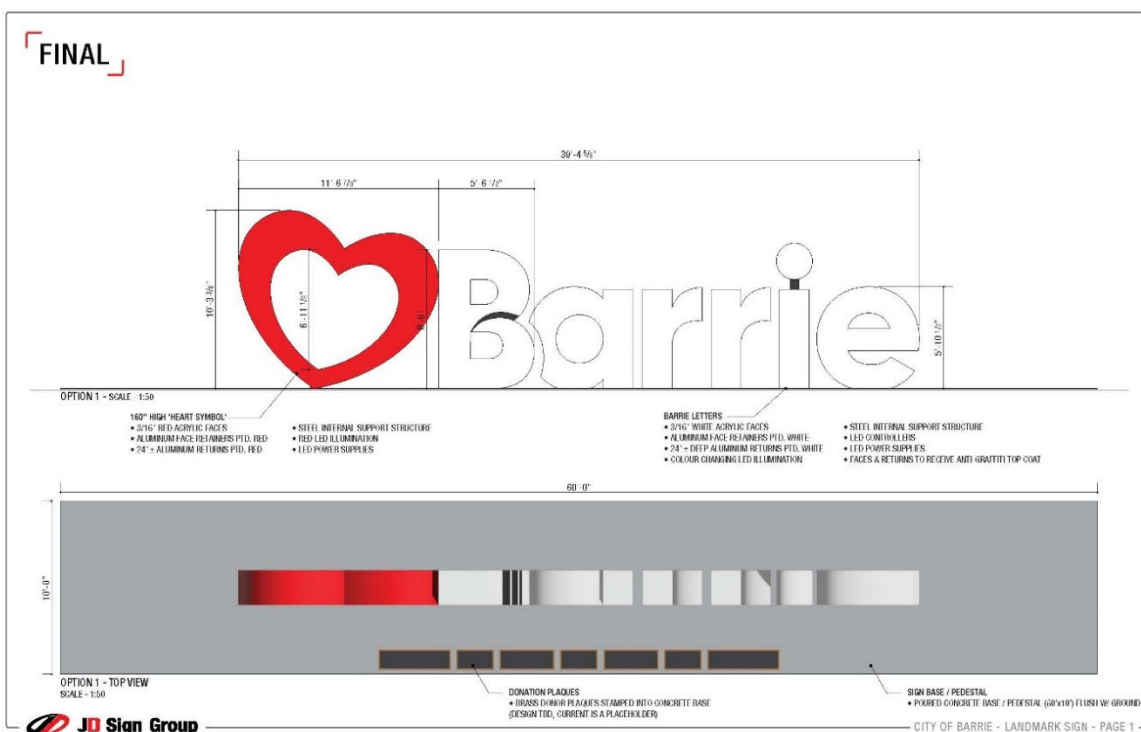 FINAL
39'-4 5/8"
11'-6 7/8"
5'-6 1/2"
10'-3 3/8"
6'-11 1/8"
5'-10 1/2"
Barrie
OPTION 1 - SCALE - 1:50
160" HIGH 'HEART SYMBOL'
• 3/16" RED ACRYLIC FACES
• ALUMINUM FACE RETAINERS PTD. RED
• 24" ± ALUMINUM RETURNS PTD. RED
• STEEL INTERNAL SUPPORT STRUCTURE
• RED LED ILLUMINATION
• LED POWER SUPPLIES
BARRIE LETTERS
• 3/16" WHITE ACRYLIC FACES
• ALUMINUM FACE RETAINERS PTD. WHITE
• 24" ± DEEP ALUMINUM RETURNS PTD. WHITE
• COLOUR CHANGING LED ILLUMINATION
• STEEL INTERNAL SUPPORT STRUCTURE
• LED CONTROLLERS
• LED POWER SUPPLIES
• FACES & RETURNS TO RECEIVE ANTI GRAFFITI TOP COAT
60'-0"
10'-0"
OPTION 1 - TOP VIEW
SCALE - 1:50
DONATION PLAQUES
• BRASS DONOR PLAQUES STAMPED INTO CONCRETE BASE
(DESIGN TBD, CURRENT IS A PLACEHOLDER)
SIGN BASE / PEDESTAL
• POURED CONCRETE BASE / PEDESTAL (60'x10') FLUSH W/ GROUND
JD Sign Group
CITY OF BARRIE - LANDMARK SIGN - PAGE 1 -